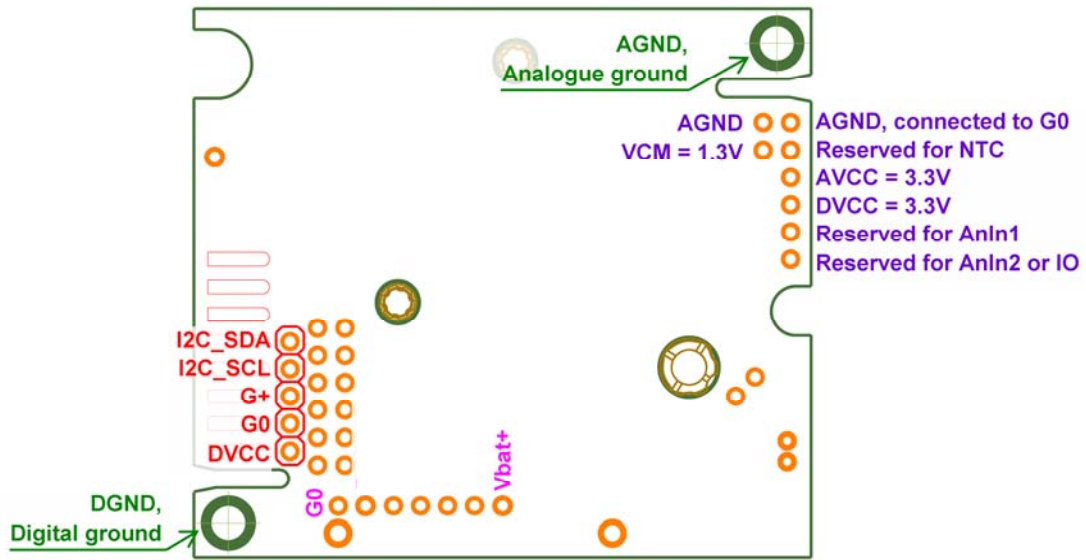 AGND,
Analogue ground
AGND
AGND, connected to G0
VCM = 1.3V
Reserved for NTC
AVCC = 3.3V
DVCC = 3.3V
Reserved for AnIn1
Reserved for AnIn2 or IO
I2C_SDA
I2C_SCL
G+
G0
DVCC
G0
Vbat+
DGND,
Digital ground